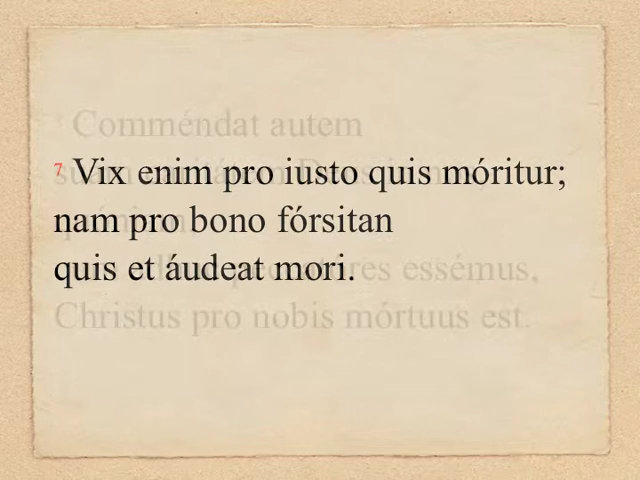 Comméndat autem
7 Vix enim pro iusto quis móritur;
nam pro bono fórsitan
quis et áudeat mori.
essémus,
Christus pro nobis mórtuus est.